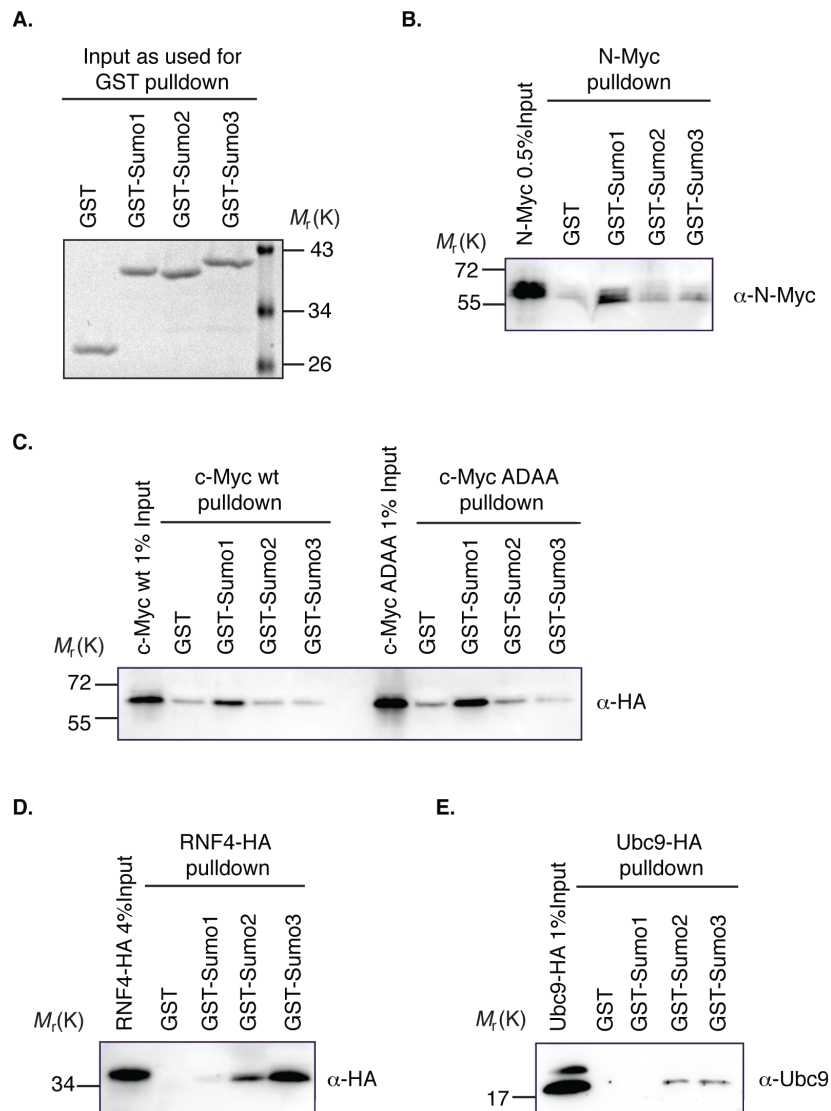 A.
Input as used for
GST pulldown
GST
GST-Sumo1
GST-Sumo2
GST-Sumo3
Mr(K)
43
34
26
B.
N-Myc
pulldown
N-Myc 0.5%Input
GST
GST-Sumo1
GST-Sumo2
GST-Sumo3
Mr(K)
72
55
α-N-Myc
C.
c-Myc wt
pulldown
c-Myc ADAA
pulldown
c-Myc wt 1% Input
GST
GST-Sumo1
GST-Sumo2
GST-Sumo3
c-Myc ADAA 1% Input
GST
GST-Sumo1
GST-Sumo2
GST-Sumo3
Mr(K)
72
55
α-HA
D.
RNF4-HA
pulldown
RNF4-HA 4%Input
GST
GST-Sumo1
GST-Sumo2
GST-Sumo3
Mr(K)
34
α-HA
E.
Ubc9-HA
pulldown
Ubc9-HA 1%Input
GST
GST-Sumo1
GST-Sumo2
GST-Sumo3
Mr(K)
17
α-Ubc9